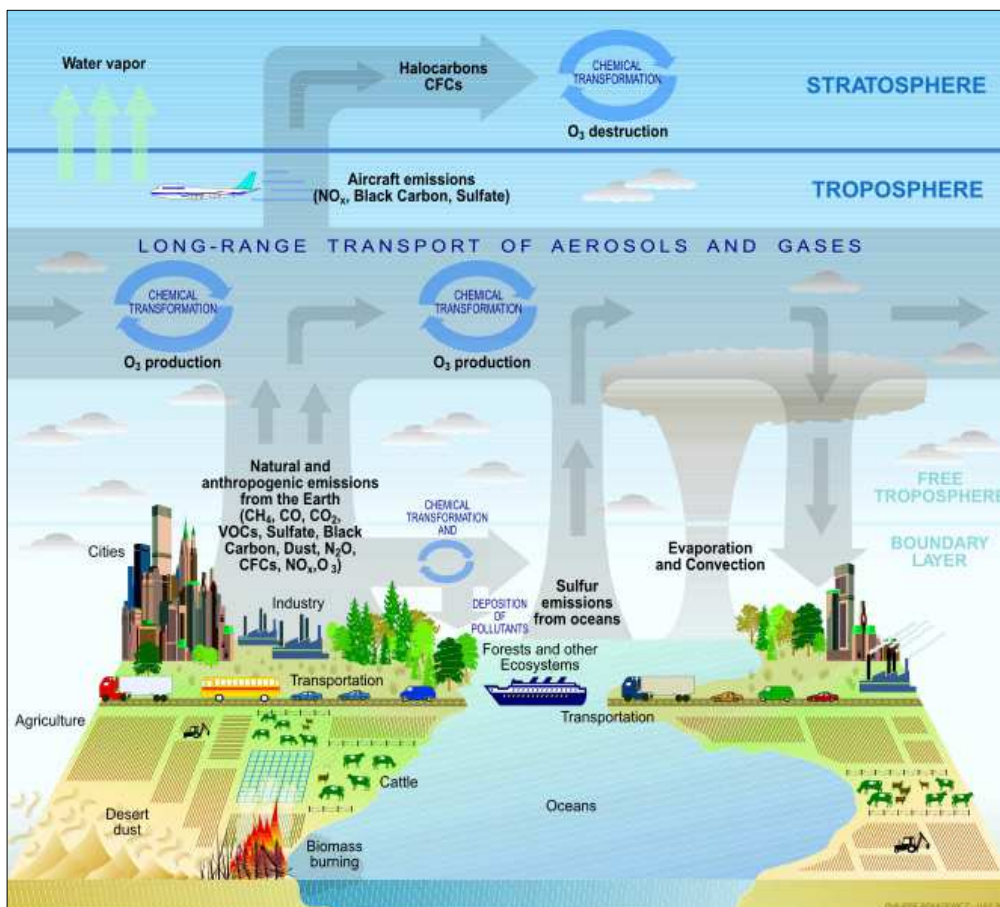 Water vapor
Halocarbons
CFCs
CHEMICAL
TRANSFORMATION
O₃ destruction
STRATOSPHERE
Aircraft emissions
(NOₓ, Black Carbon, Sulfate)
TROPOSPHERE
LONG-RANGE TRANSPORT OF AEROSOLS AND GASES
CHEMICAL
TRANSFORMATION
O₃ production
CHEMICAL
TRANSFORMATION
O₃ production
Natural and
anthropogenic emissions
from the Earth
(CH₄, CO, CO₂,
VOCs, Sulfate, Black
Carbon, Dust, N₂O,
CFCs, NOₓ,O₃)
CHEMICAL
TRANSFORMATION
AND
DEPOSITION
OF
POLLUTANTS
FREE
TROPOSPHERE
BOUNDARY
LAYER
Evaporation
and Convection
Sulfur
emissions
from oceans
Cities
Industry
Forests and other
Ecosystems
Transportation
Transportation
Agriculture
Cattle
Oceans
Desert
dust
Biomass
burning